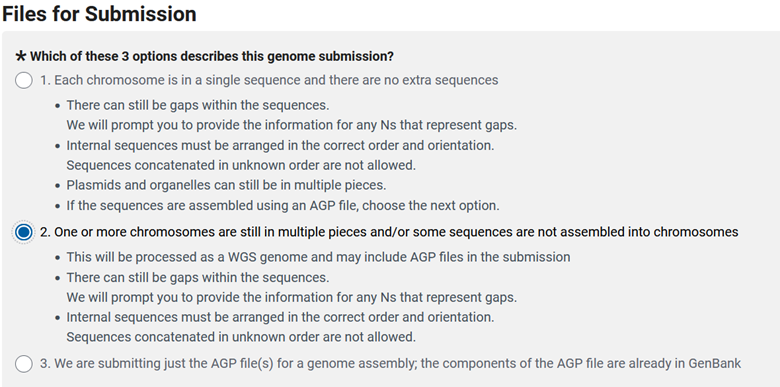 Files for Submission
* Which of these 3 options describes this genome submission?
1. Each chromosome is in a single sequence and there are no extra sequences
• There can still be gaps within the sequences.
We will prompt you to provide the information for any Ns that represent gaps.
• Internal sequences must be arranged in the correct order and orientation.
Sequences concatenated in unknown order are not allowed.
• Plasmids and organelles can still be in multiple pieces.
• If the sequences are assembled using an AGP file, choose the next option.
2. One or more chromosomes are still in multiple pieces and/or some sequences are not assembled into chromosomes
• This will be processed as a WGS genome and may include AGP files in the submission
• There can still be gaps within the sequences.
We will prompt you to provide the information for any Ns that represent gaps.
• Internal sequences must be arranged in the correct order and orientation.
Sequences concatenated in unknown order are not allowed.
3. We are submitting just the AGP file(s) for a genome assembly; the components of the AGP file are already in GenBank